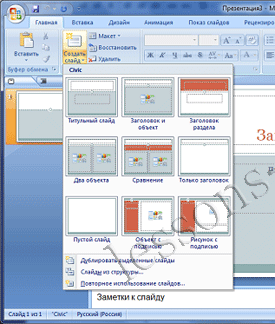 Презентация3 -
Главная Вставка Дизайн Анимация Показ слайдов
Вставить
Создать слайд
Макет
Восстановить
Удалить
Буфер обмена
Civic
Титульный слайд
Заголовок и объект
Заголовок раздела
Два объекта
Сравнение
Только заголовок
Пустой слайд
Объект с подписью
Рисунок с подписью
Дублировать выделенные слайды
Слайды из структуры...
Повторное использование слайдов...
lessons
За
Заметки к слайду
Слайд 1 из 1 "Civic" Русский (Россия)